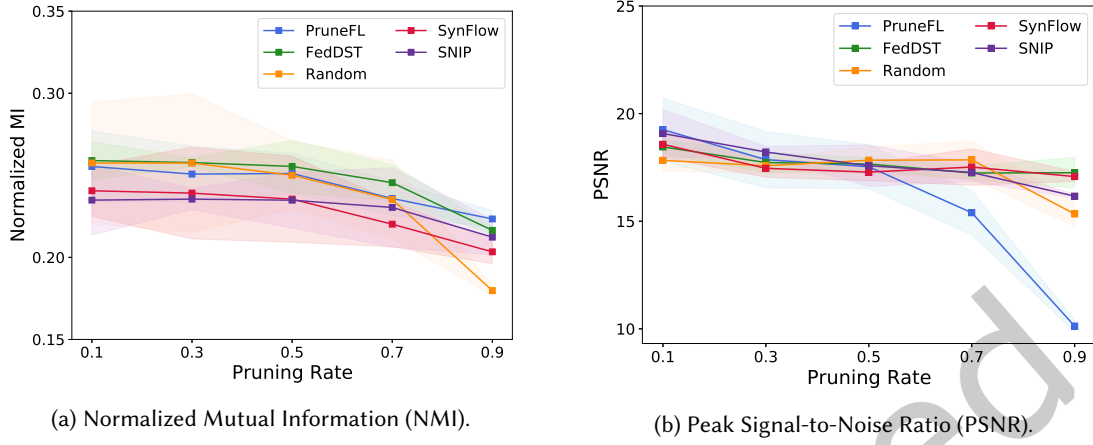 0.35
0.30
0.20
0.15
Normalized MI
PruneFL
FedDST
Random
SynFlow
SNIP
0.1 0.3 0.5 0.7 0.9
Pruning Rate
(a) Normalized Mutual Information (NMI).
25
20
15
10
PSNR
PruneFL
FedDST
Random
SynFlow
SNIP
0.1 0.3 0.5 0.7 0.9
Pruning Rate
(b) Peak Signal-to-Noise Ratio (PSNR).
ed